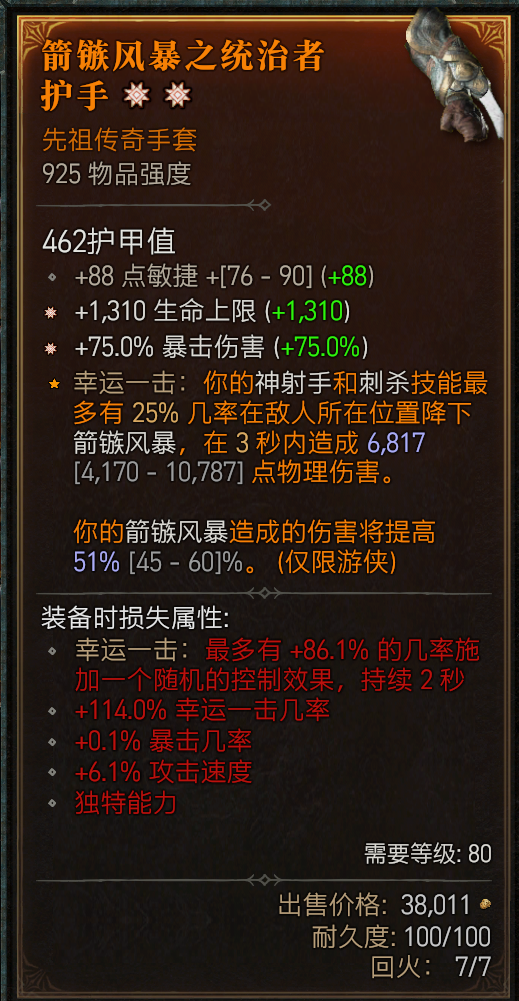 箭镞风暴之统治者
护手
先祖传奇手套
925 物品强度
462护甲值
+88 点敏捷 +[76 - 90] (+88)
+1,310 生命上限 (+1,310)
+75.0% 暴击伤害 (+75.0%)
幸运一击：你的神射手和刺杀技能最
多有 25% 几率在敌人所在位置降下
箭镞风暴，在 3 秒内造成 6,817
[4,170 - 10,787] 点物理伤害。
你的箭镞风暴造成的伤害将提高
51% [45 - 60]%。 (仅限游侠)
装备时损失属性:
幸运一击：最多有 +86.1% 的几率施
加一个随机的控制效果，持续 2 秒
+114.0% 幸运一击几率
+0.1% 暴击几率
+6.1% 攻击速度
独特能力
需要等级: 80
出售价格: 38,011
耐久度: 100/100
回火： 7/7